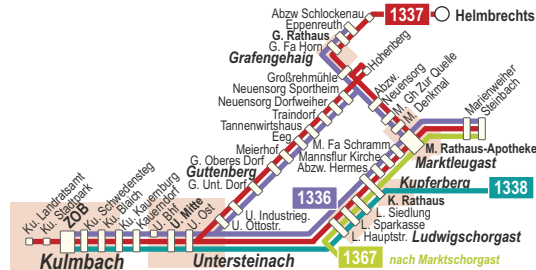 Abzw Schlockenau
Eppenreuth
G. Rathaus
G. Fa Horn
Grafengehaig
1337
Helmbrechts
Hohenberg
Großrehmühle
Neuensorg Sportheim
Neuensorg Dorfweiher
Traindorf
Tannenwirtshaus
Eeg
Meierhof
Guttenberg
G. Oberes Dorf
G. Unt. Dorf
Abzw.
Neuensorg
M. Gh Zur Quelle
M. Denkmal
Marienweiher
Steinbach
M. Fa Schramm
Mannsflur Kirche
Abzw. Hermes
M. Rathaus-Apotheke
Marktleugast
1336
Kupferberg
1338
K. Rathaus
L. Siedlung
L. Sparkasse
L. Hauptstr.
Ludwigschorgast
1367
nach Marktschorgast
U. Industrieg.
U. Ottostr.
Ku. Landratsamt
Ku. Stadtpark
ZOB
Ku. Schwedensteg
Ku. Blaich
Ku. Kauernburg
Kauerndorf
U. Bhf
U. Mitte
U. Ost
Kulmbach
Untersteinach